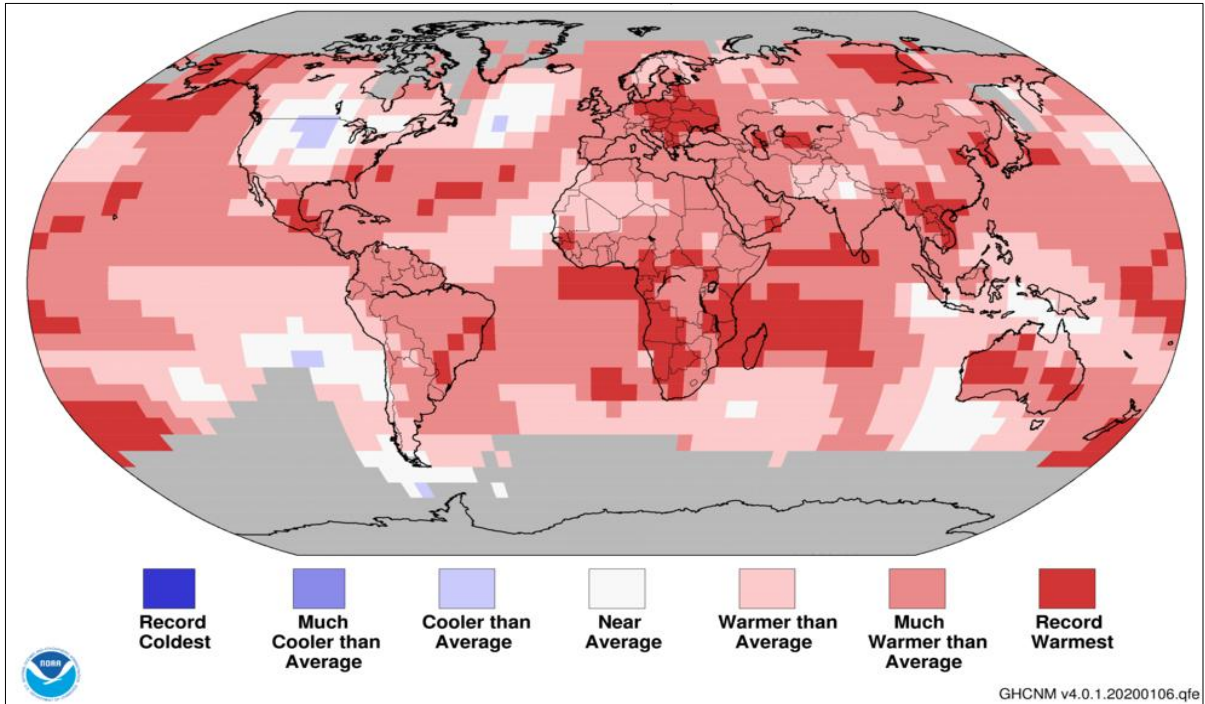 Record
Coldest
Much
Cooler than
Average
Cooler than
Average
Near
Average
Warmer than
Average
Much
Warmer than
Average
Record
Warmest
NOAA
GHCNM v4.0.1.20200106.qfe